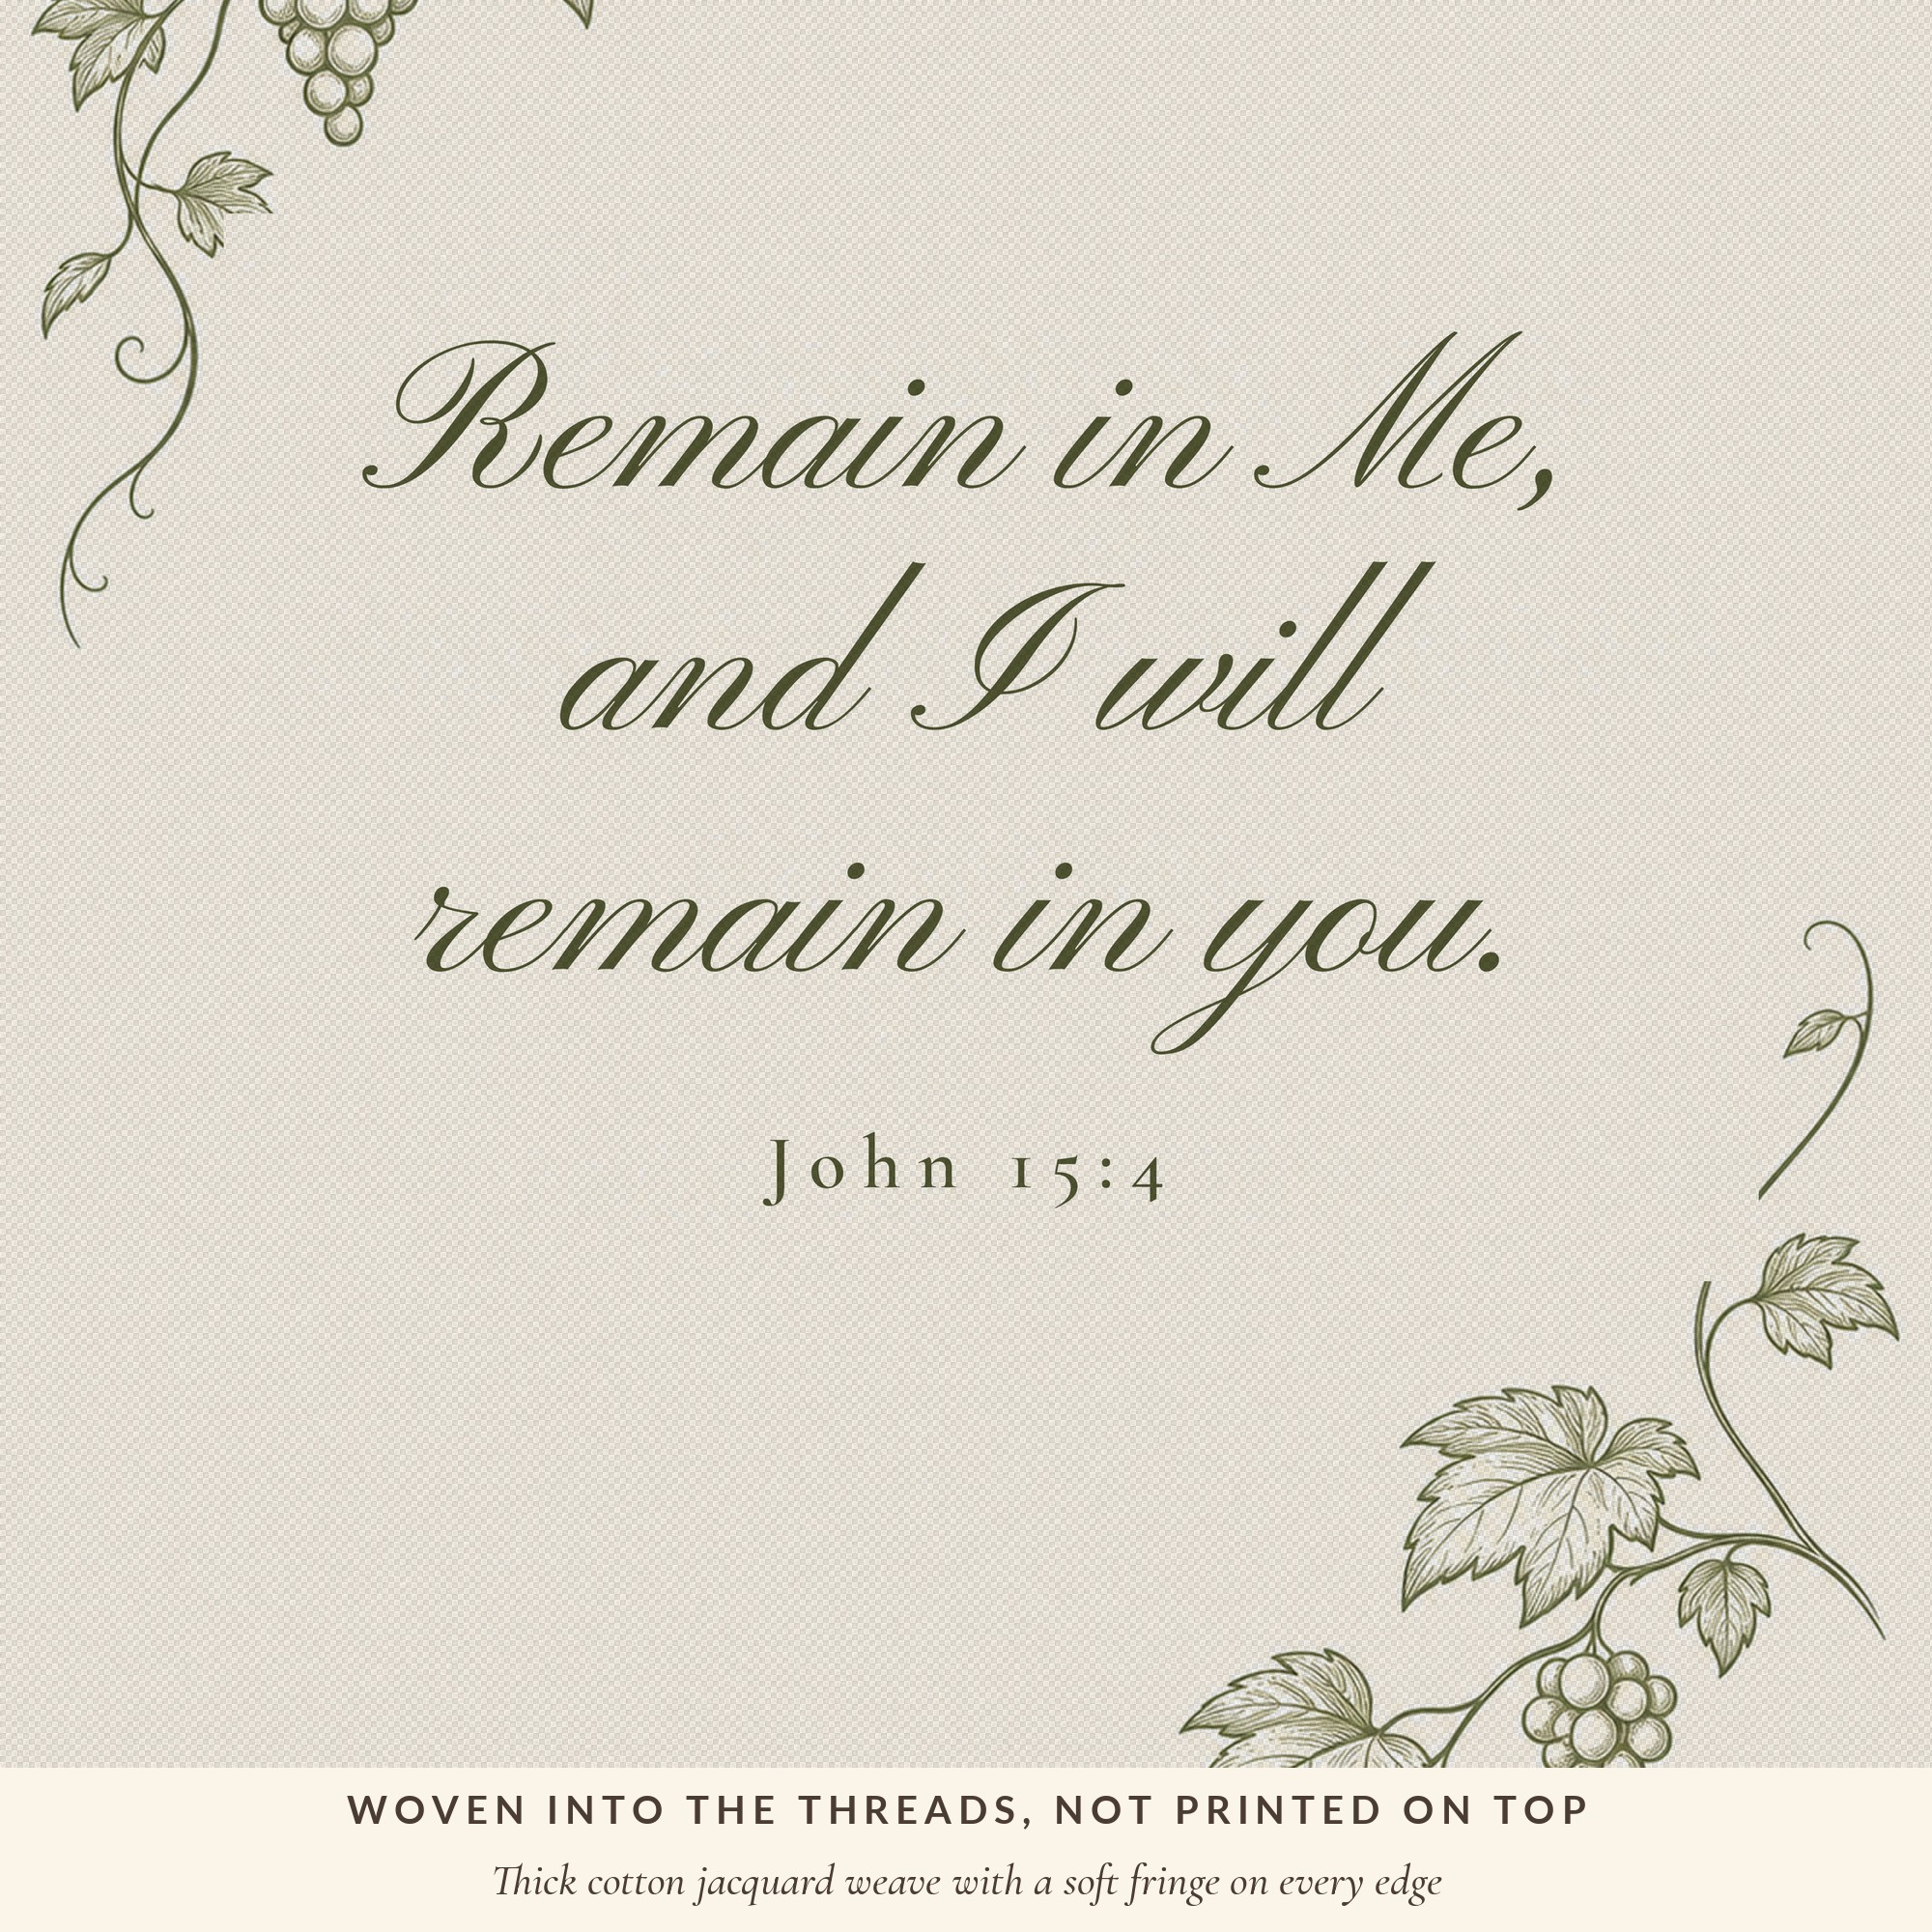 Remain in Me,
and I will
remain in you.
John 15:4
WOVEN INTO THE THREADS, NOT PRINTED ON TOP
Thick cotton jacquard weave with a soft fringe on every edge